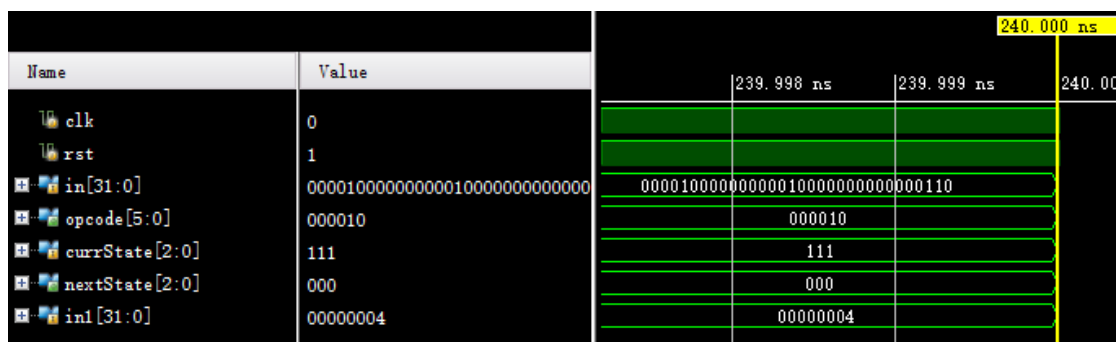 240.000 ns
Name Value 239.998 ns 239.999 ns 240.00
clk 0
rst 1
in[31:0] 00001000000000010000000000000 00001000000000010000000000000110
opcode[5:0] 000010 000010
currState[2:0] 111 111
nextState[2:0] 000 000
in1[31:0] 00000004 00000004